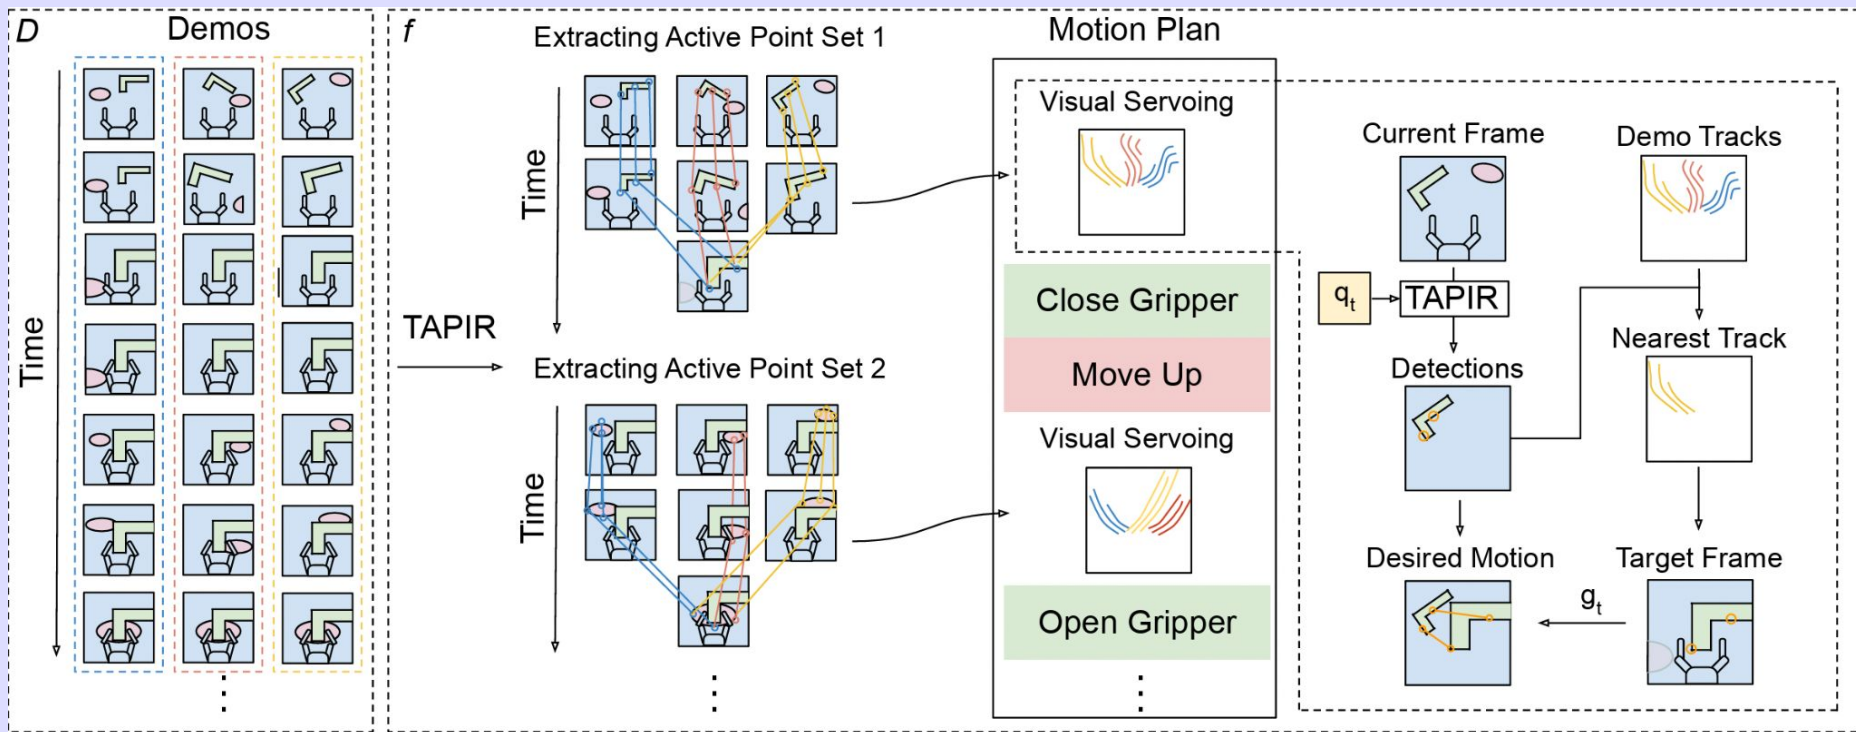 D
Demos
Time
TAPIR
f
Extracting Active Point Set 1
Time
Extracting Active Point Set 2
Time
Motion Plan
Visual Servoing
Close Gripper
Move Up
Visual Servoing
Open Gripper
Current Frame
Demo Tracks
q_t
TAPIR
Detections
Nearest Track
Desired Motion
g_t
Target Frame